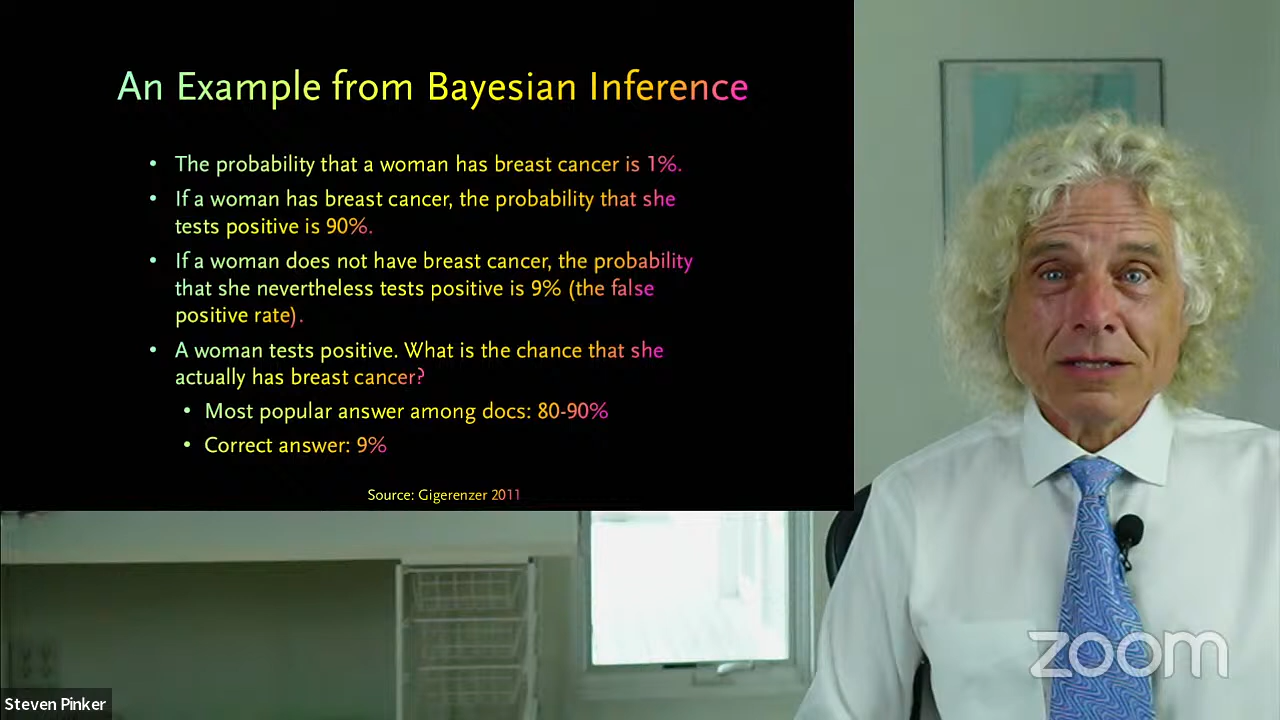 An Example from Bayesian Inference
• The probability that a woman has breast cancer is 1%.
• If a woman has breast cancer, the probability that she
tests positive is 90%.
• If a woman does not have breast cancer, the probability
that she nevertheless tests positive is 9% (the false
positive rate).
• A woman tests positive. What is the chance that she
actually has breast cancer?
• Most popular answer among docs: 80-90%
• Correct answer: 9%
Source: Gigerenzer 2011
zoom
Steven Pinker